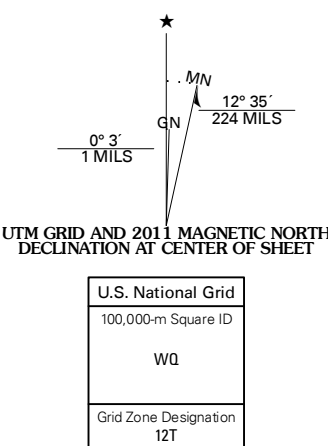 ★
MN
GN
12° 35´
224 MILS
0° 3´
1 MILS
UTM GRID AND 2011 MAGNETIC NORTH
DECLINATION AT CENTER OF SHEET
U.S. National Grid
100,000-m Square ID
WQ
Grid Zone Designation
12T